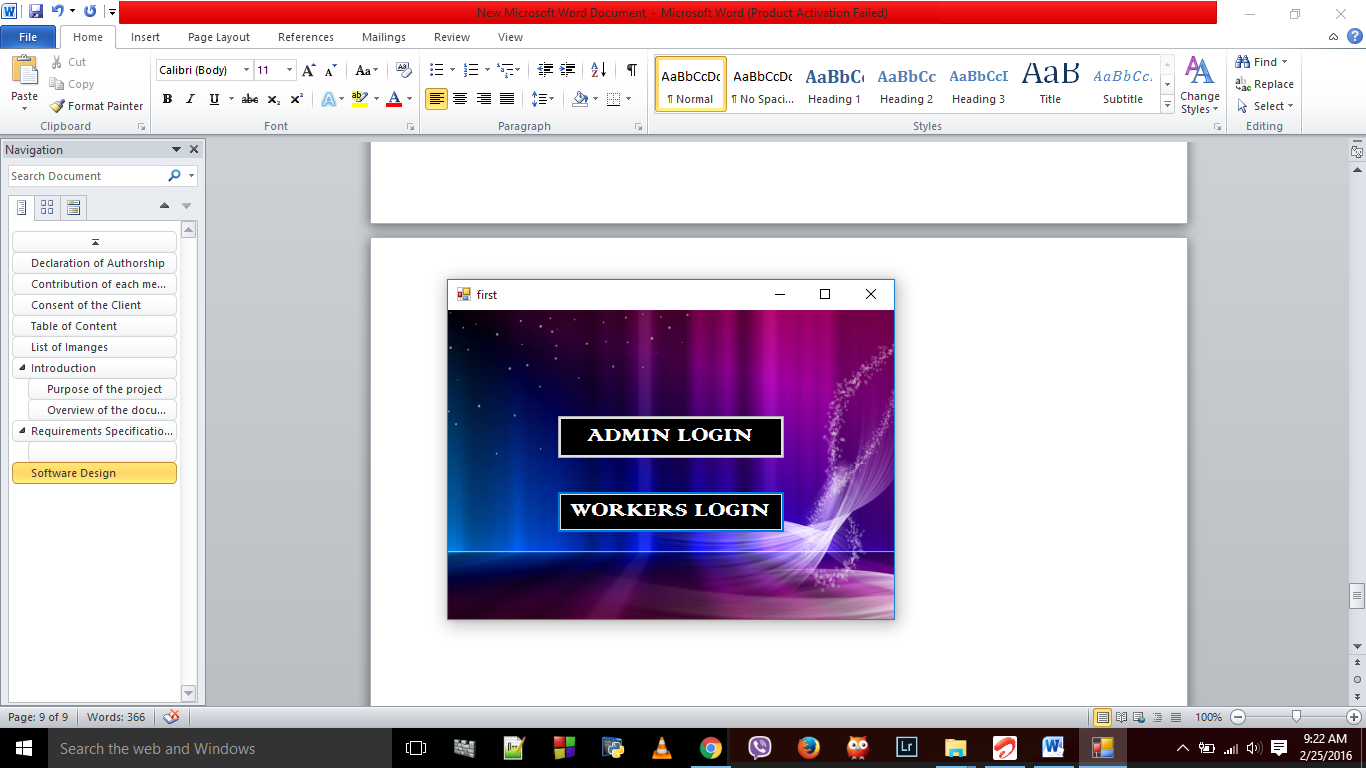 New Microsoft Word Document - Microsoft Word (Product Activation Failed)
File Home Insert Page Layout References Mailings Review View
Paste
Cut
Copy
Format Painter
Clipboard
Calibri (Body) 11
Font
Paragraph
AaBbCcDc AaBbCcDc AaBbCc AaBbCc AaBbCcI AaB AaBbCc.
¶ Normal ¶ No Spaci... Heading 1 Heading 2 Heading 3 Title Subtitle
Change
Styles
Styles
Find
Replace
Select
Editing
Navigation
Search Document
Declaration of Authorship
Contribution of each me...
Consent of the Client
Table of Content
List of Imanges
Introduction
Purpose of the project
Overview of the docu...
Requirements Specificatio...
Software Design
first
ADMIN LOGIN
WORKERS LOGIN
Page: 9 of 9 Words: 366 100%
Search the web and Windows
Lr
9:22 AM
2/25/2016